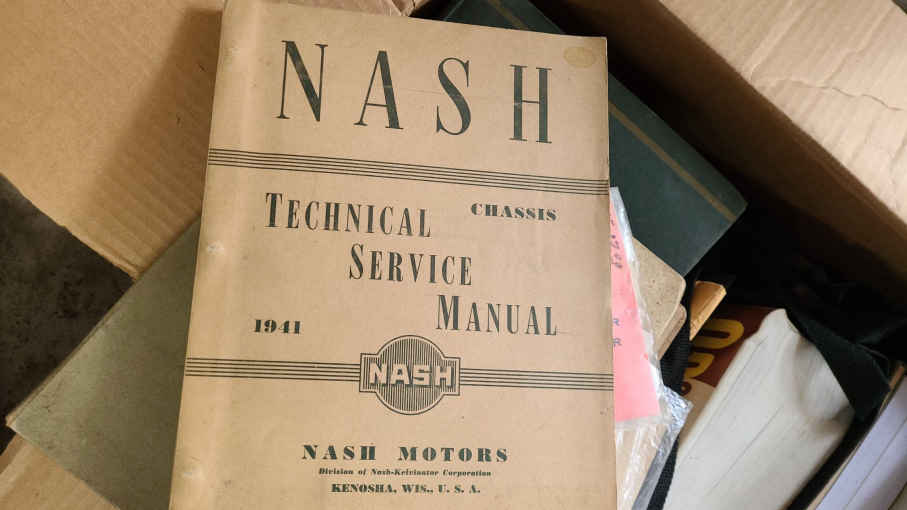 NASH
TECHNICAL
CHASSIS
SERVICE
MANUAL
1941
NASH
NASH MOTORS
Division of Nash-Kelvinator Corporation
KENOSHA, WIS., U. S. A.